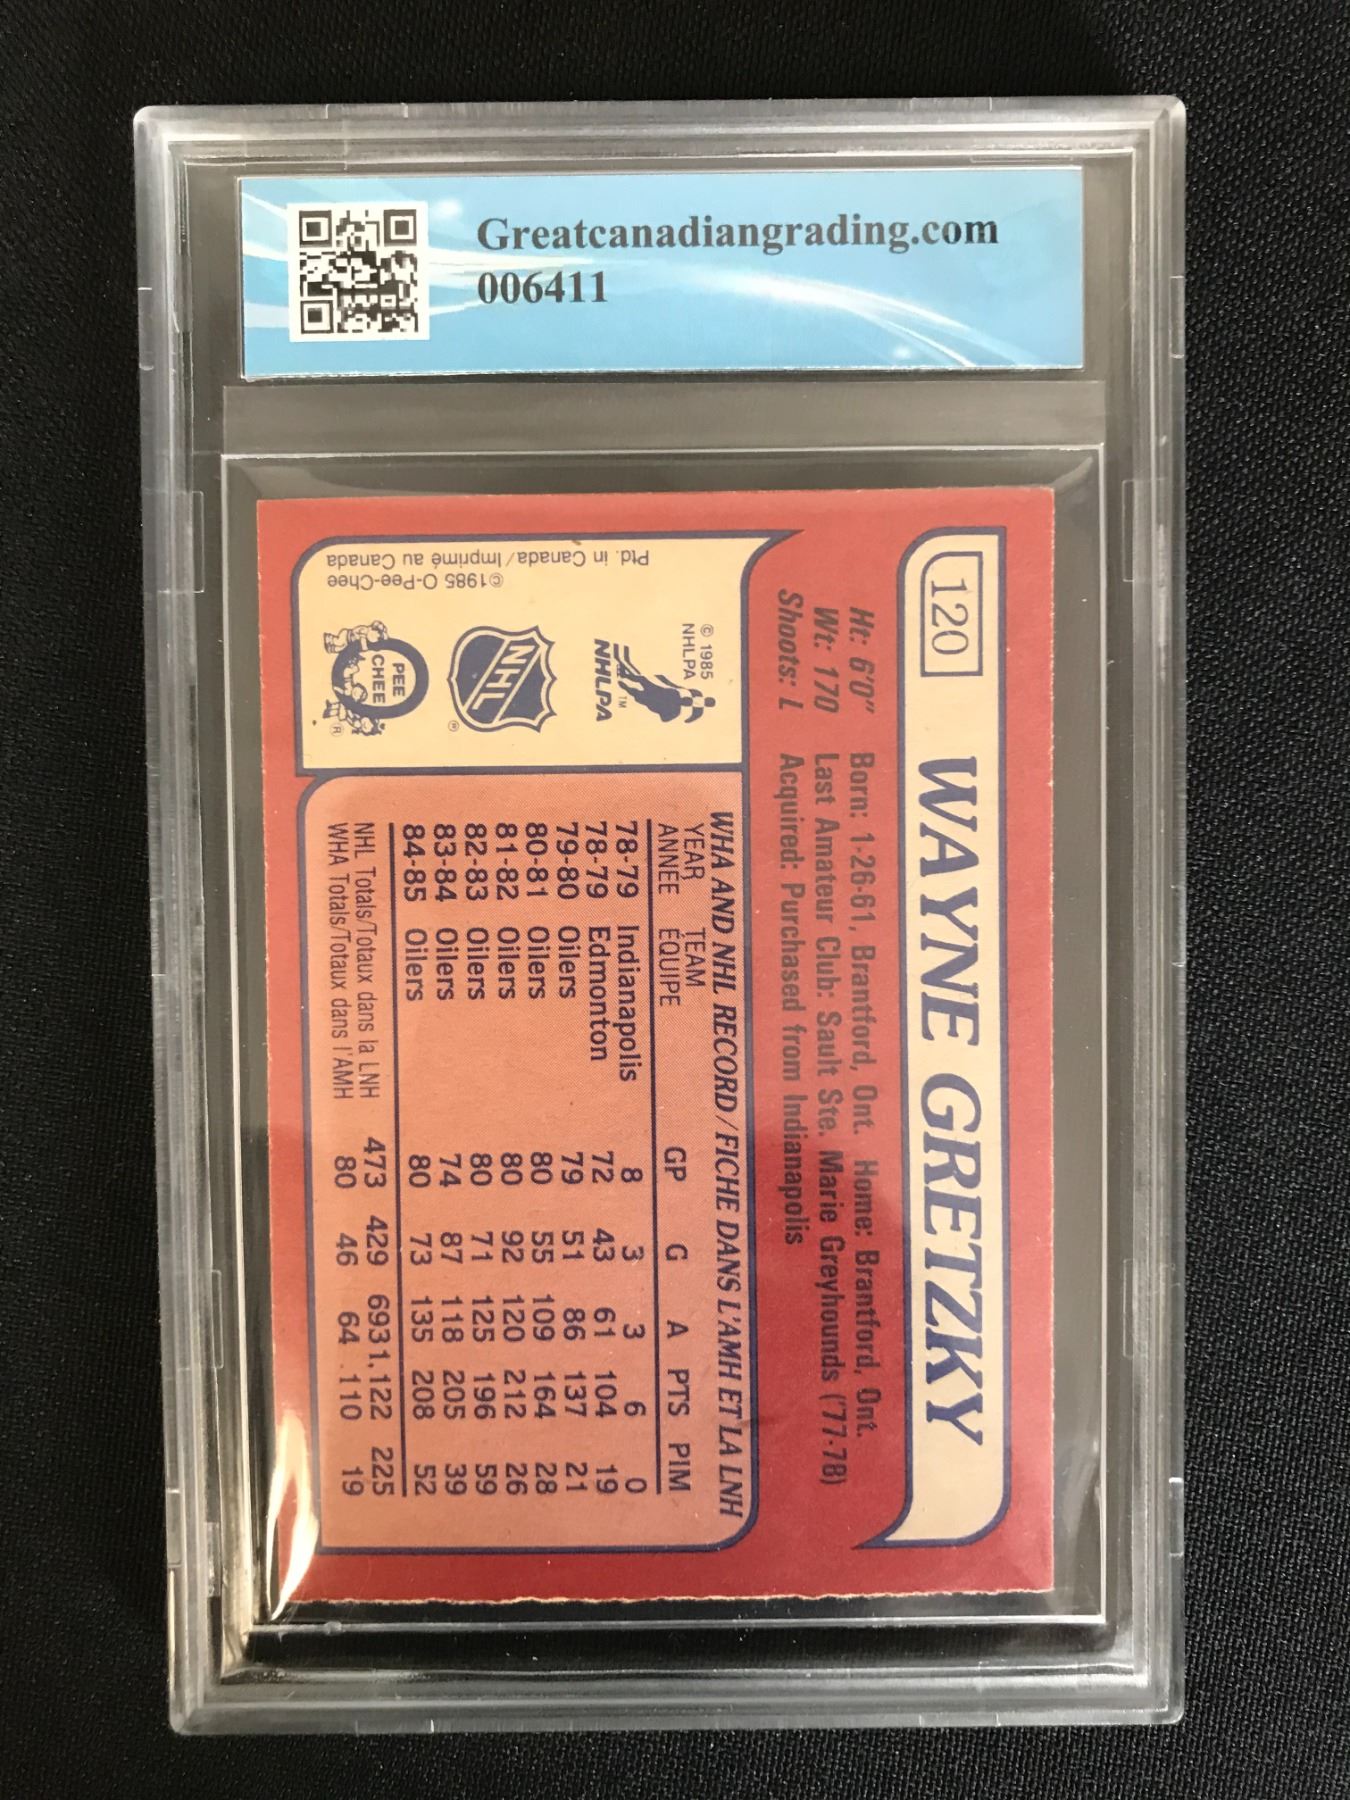 Greatcanadiangrading.com
006411
120 WAYNE GRETZKY
Ht: 6'0" Born: 1-26-61, Brantford, Ont. Home: Brantford, Ont.
Wt: 170 Last Amateur Club: Sault Ste. Marie Greyhounds ('77-78)
Shoots: L Acquired: Purchased from Indianapolis
© 1985
NHLPA
NHLPA TM
NHL ®
PEE
CHEE ®
©1985 O-Pee-Chee
Ptd. in Canada/Imprimé au Canada
WHA AND NHL RECORD/FICHE DANS L'AMH ET LA LNH
YEAR TEAM
ANNÉE ÉQUIPE GP G A PTS PIM
78-79 Indianapolis 8 3 3 6 0
78-79 Edmonton 72 43 61 104 19
79-80 Oilers 79 51 86 137 21
80-81 Oilers 80 55 109 164 28
81-82 Oilers 80 92 120 212 26
82-83 Oilers 80 71 125 196 59
83-84 Oilers 74 87 118 205 39
84-85 Oilers 80 73 135 208 52
NHL Totals/Totaux dans la LNH 473 429 693 1,122 225
WHA Totals/Totaux dans l'AMH 80 46 64 110 19